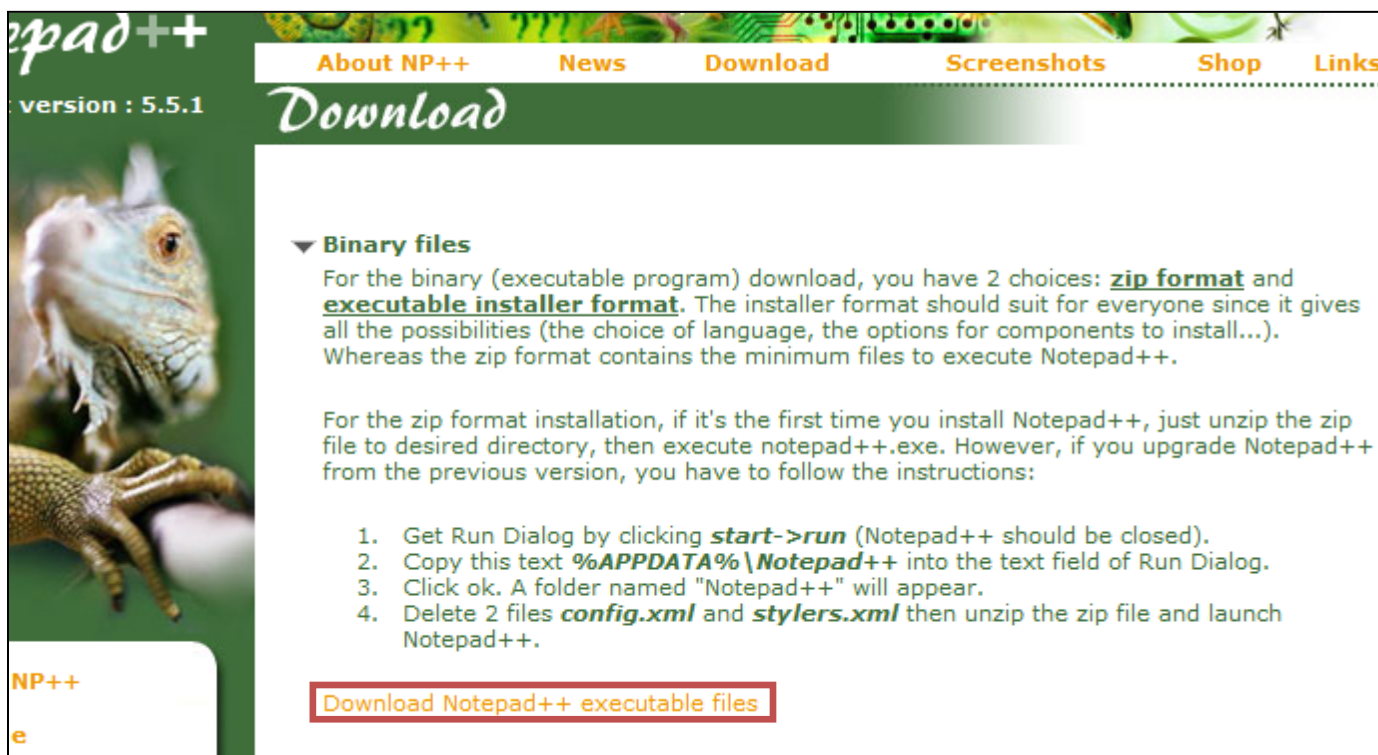 epad++
version : 5.5.1
??
???
About NP++ News Download Screenshots Shop Links
Download
Binary files
For the binary (executable program) download, you have 2 choices: zip format and
executable installer format. The installer format should suit for everyone since it gives
all the possibilities (the choice of language, the options for components to install...).
Whereas the zip format contains the minimum files to execute Notepad++.
For the zip format installation, if it's the first time you install Notepad++, just unzip the zip
file to desired directory, then execute notepad++.exe. However, if you upgrade Notepad++
from the previous version, you have to follow the instructions:
1. Get Run Dialog by clicking start->run (Notepad++ should be closed).
2. Copy this text %APPDATA%\Notepad++ into the text field of Run Dialog.
3. Click ok. A folder named "Notepad++" will appear.
4. Delete 2 files config.xml and stylers.xml then unzip the zip file and launch
Notepad++.
Download Notepad++ executable files
NP++
e